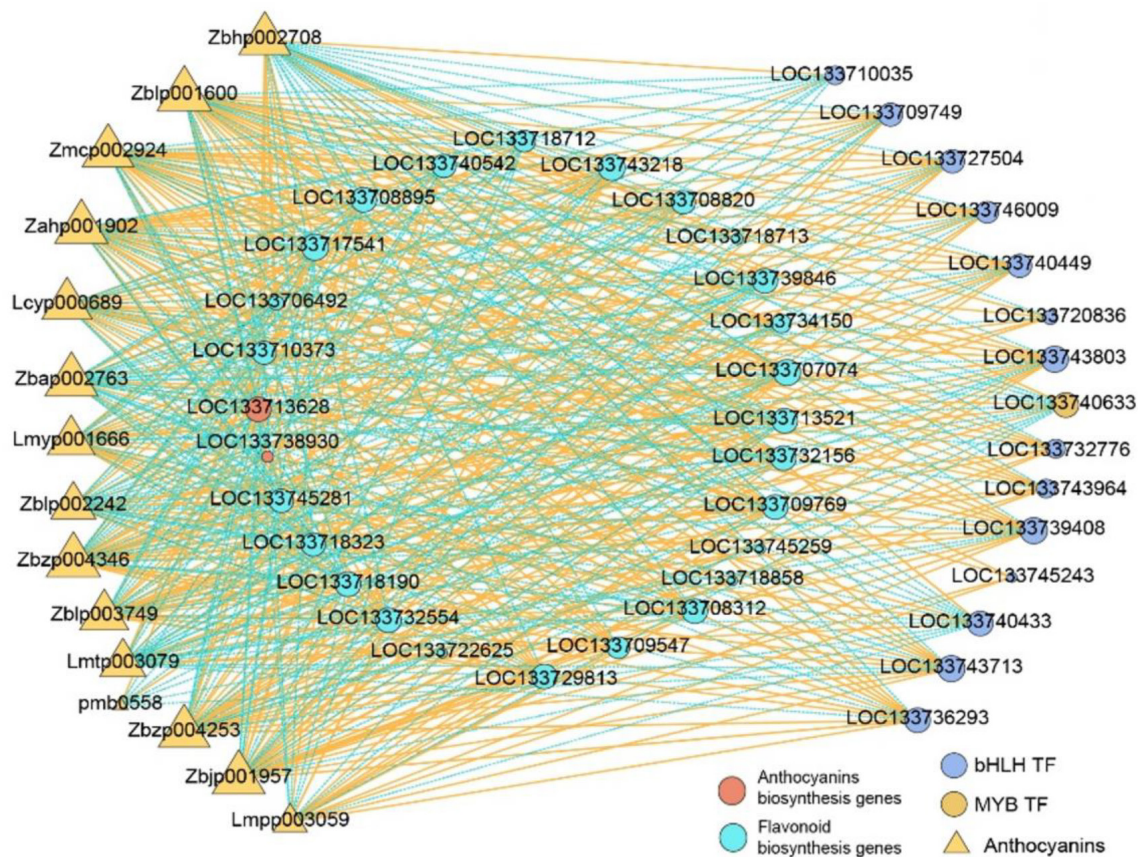 Zbhp002708
Zblp001600
Zmcp002924
Zahp001902
Lcyp000689
Zbap002763
Lmyp001666
Zblp002242
Zbzp004346
Zblp003749
Lmtp003079
pmb0558
Zbzp004253
Zbjp001957
Lmpp003059
LOC133718712
LOC133740542
LOC133743218
LOC133708895
LOC133708820
LOC133717541
LOC133718713
LOC133739846
LOC133706492
LOC133734150
LOC133710373
LOC133707074
LOC133713628
LOC133713521
LOC133738930
LOC133732156
LOC133745281
LOC133709769
LOC133718323
LOC133745259
LOC133718190
LOC133718858
LOC133732554
LOC133708312
LOC133722625
LOC133709547
LOC133729813
LOC133710035
LOC133709749
LOC133727504
LOC133746009
LOC133740449
LOC133720836
LOC133743803
LOC133740633
LOC133732776
LOC133743964
LOC133739408
LOC133745243
LOC133740433
LOC133743713
LOC133736293
Anthocyanins
biosynthesis genes
Flavonoid
biosynthesis genes
bHLH TF
MYB TF
Anthocyanins